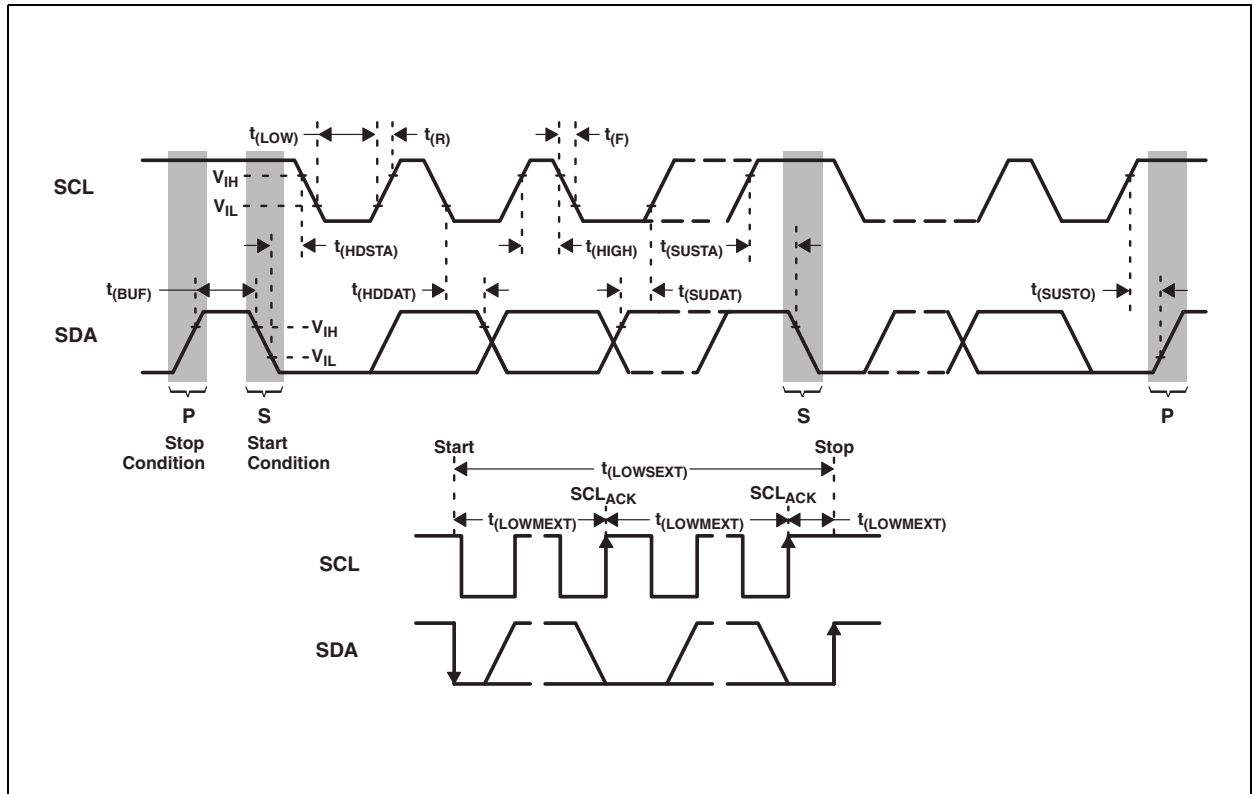 t(LOW) t(R) t(F)
SCL VIH
VIL
t(HDSTA) t(HIGH) t(SUSTA)
t(BUF) t(HDDAT) t(SUDAT) t(SUSTO)
SDA VIH
VIL
P S S P
Stop Condition
Start Condition
Start Stop
t(LOWSEXT)
SCLACK SCLACK
t(LOWMEXT) t(LOWMEXT) t(LOWMEXT)
SCL
SDA